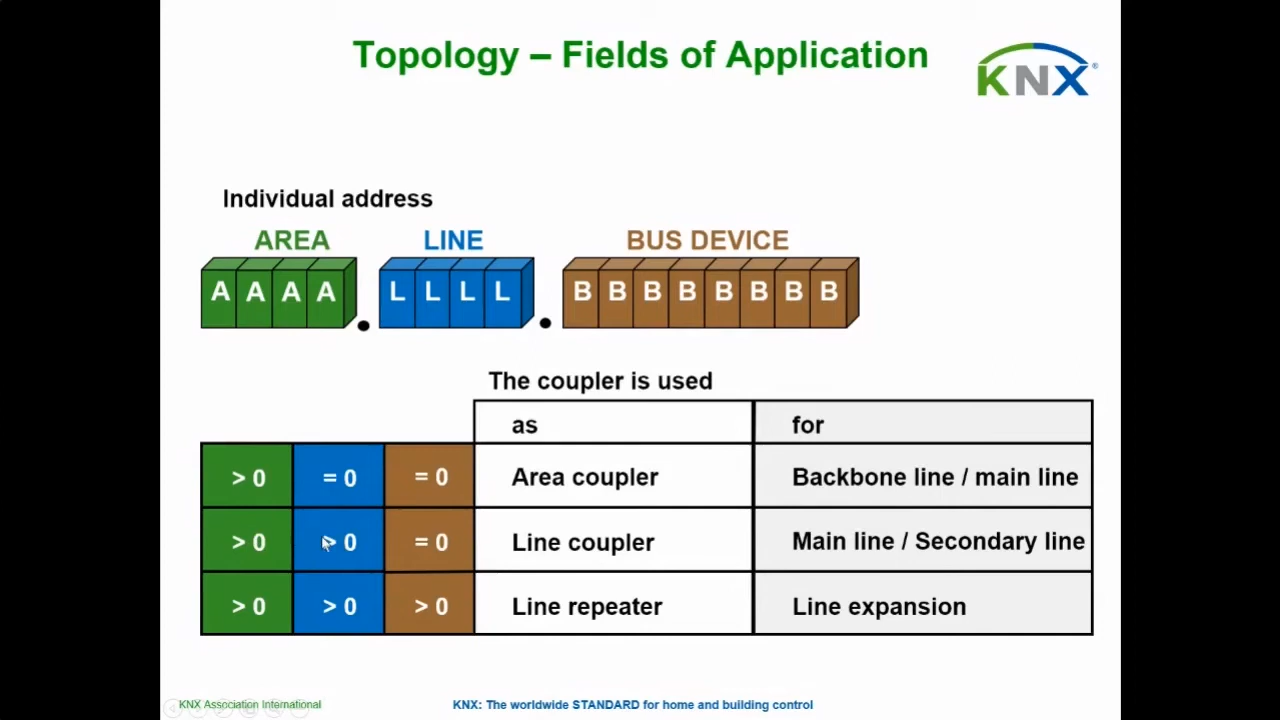 Topology – Fields of Application
KNX®
Individual address
AREA LINE BUS DEVICE
A A A A . L L L L . B B B B B B B B
The coupler is used
as for
> 0 = 0 = 0 Area coupler Backbone line / main line
> 0 > 0 = 0 Line coupler Main line / Secondary line
> 0 > 0 > 0 Line repeater Line expansion
KNX Association International KNX: The worldwide STANDARD for home and building control